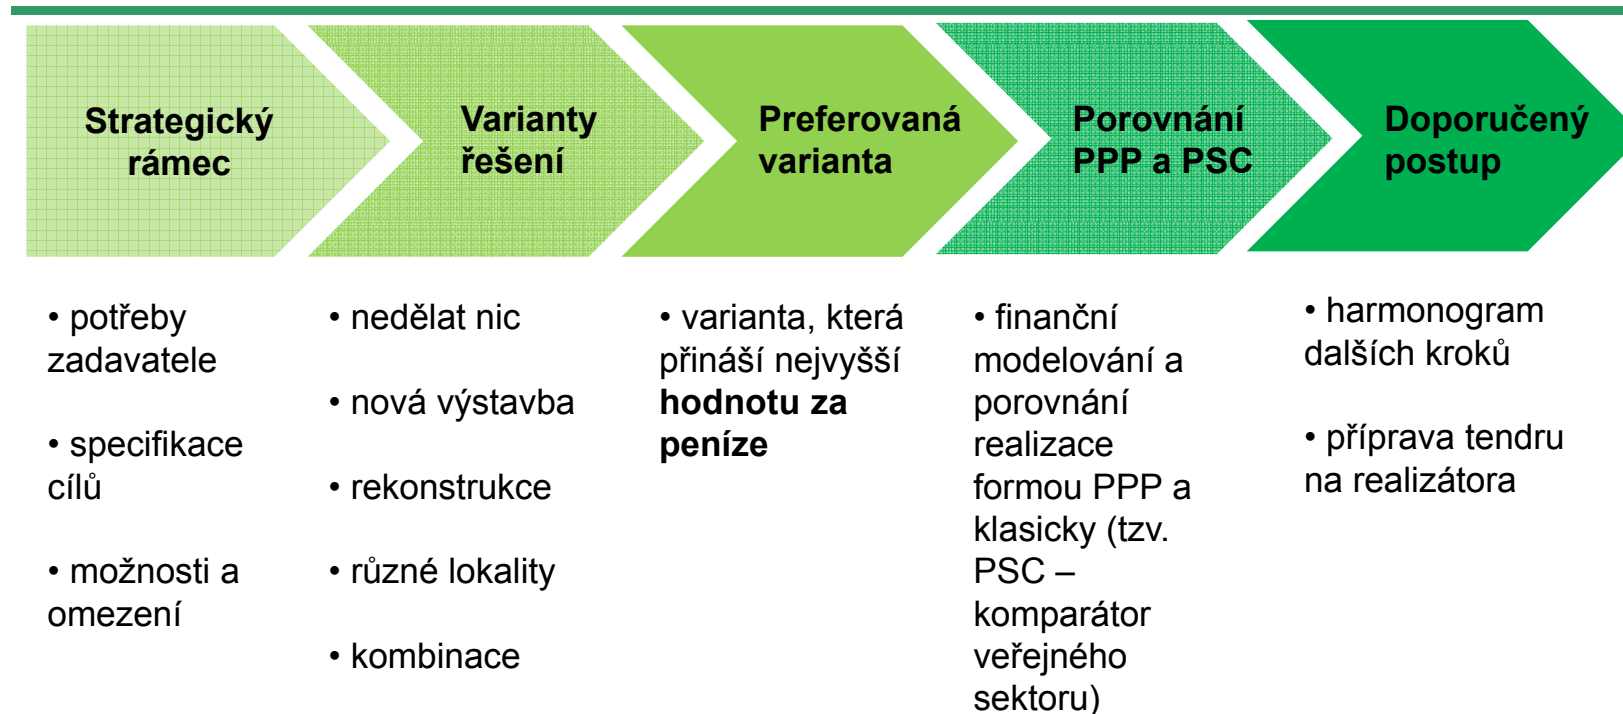 Strategický
rámec
Varianty
řešení
Preferovaná
varianta
Porovnání
PPP a PSC
Doporučený
postup
• potřeby
zadavatele
• specifikace
cílů
• možnosti a
omezení
• nedělat nic
• nová výstavba
• rekonstrukce
• různé lokality
• kombinace
• varianta, která
přináší nejvyšší
hodnotu za
peníze
• finanční
modelování a
porovnání
realizace
formou PPP a
klasicky (tzv.
PSC –
komparátor
veřejného
sektoru)
• harmonogram
dalších kroků
• příprava tendru
na realizátora